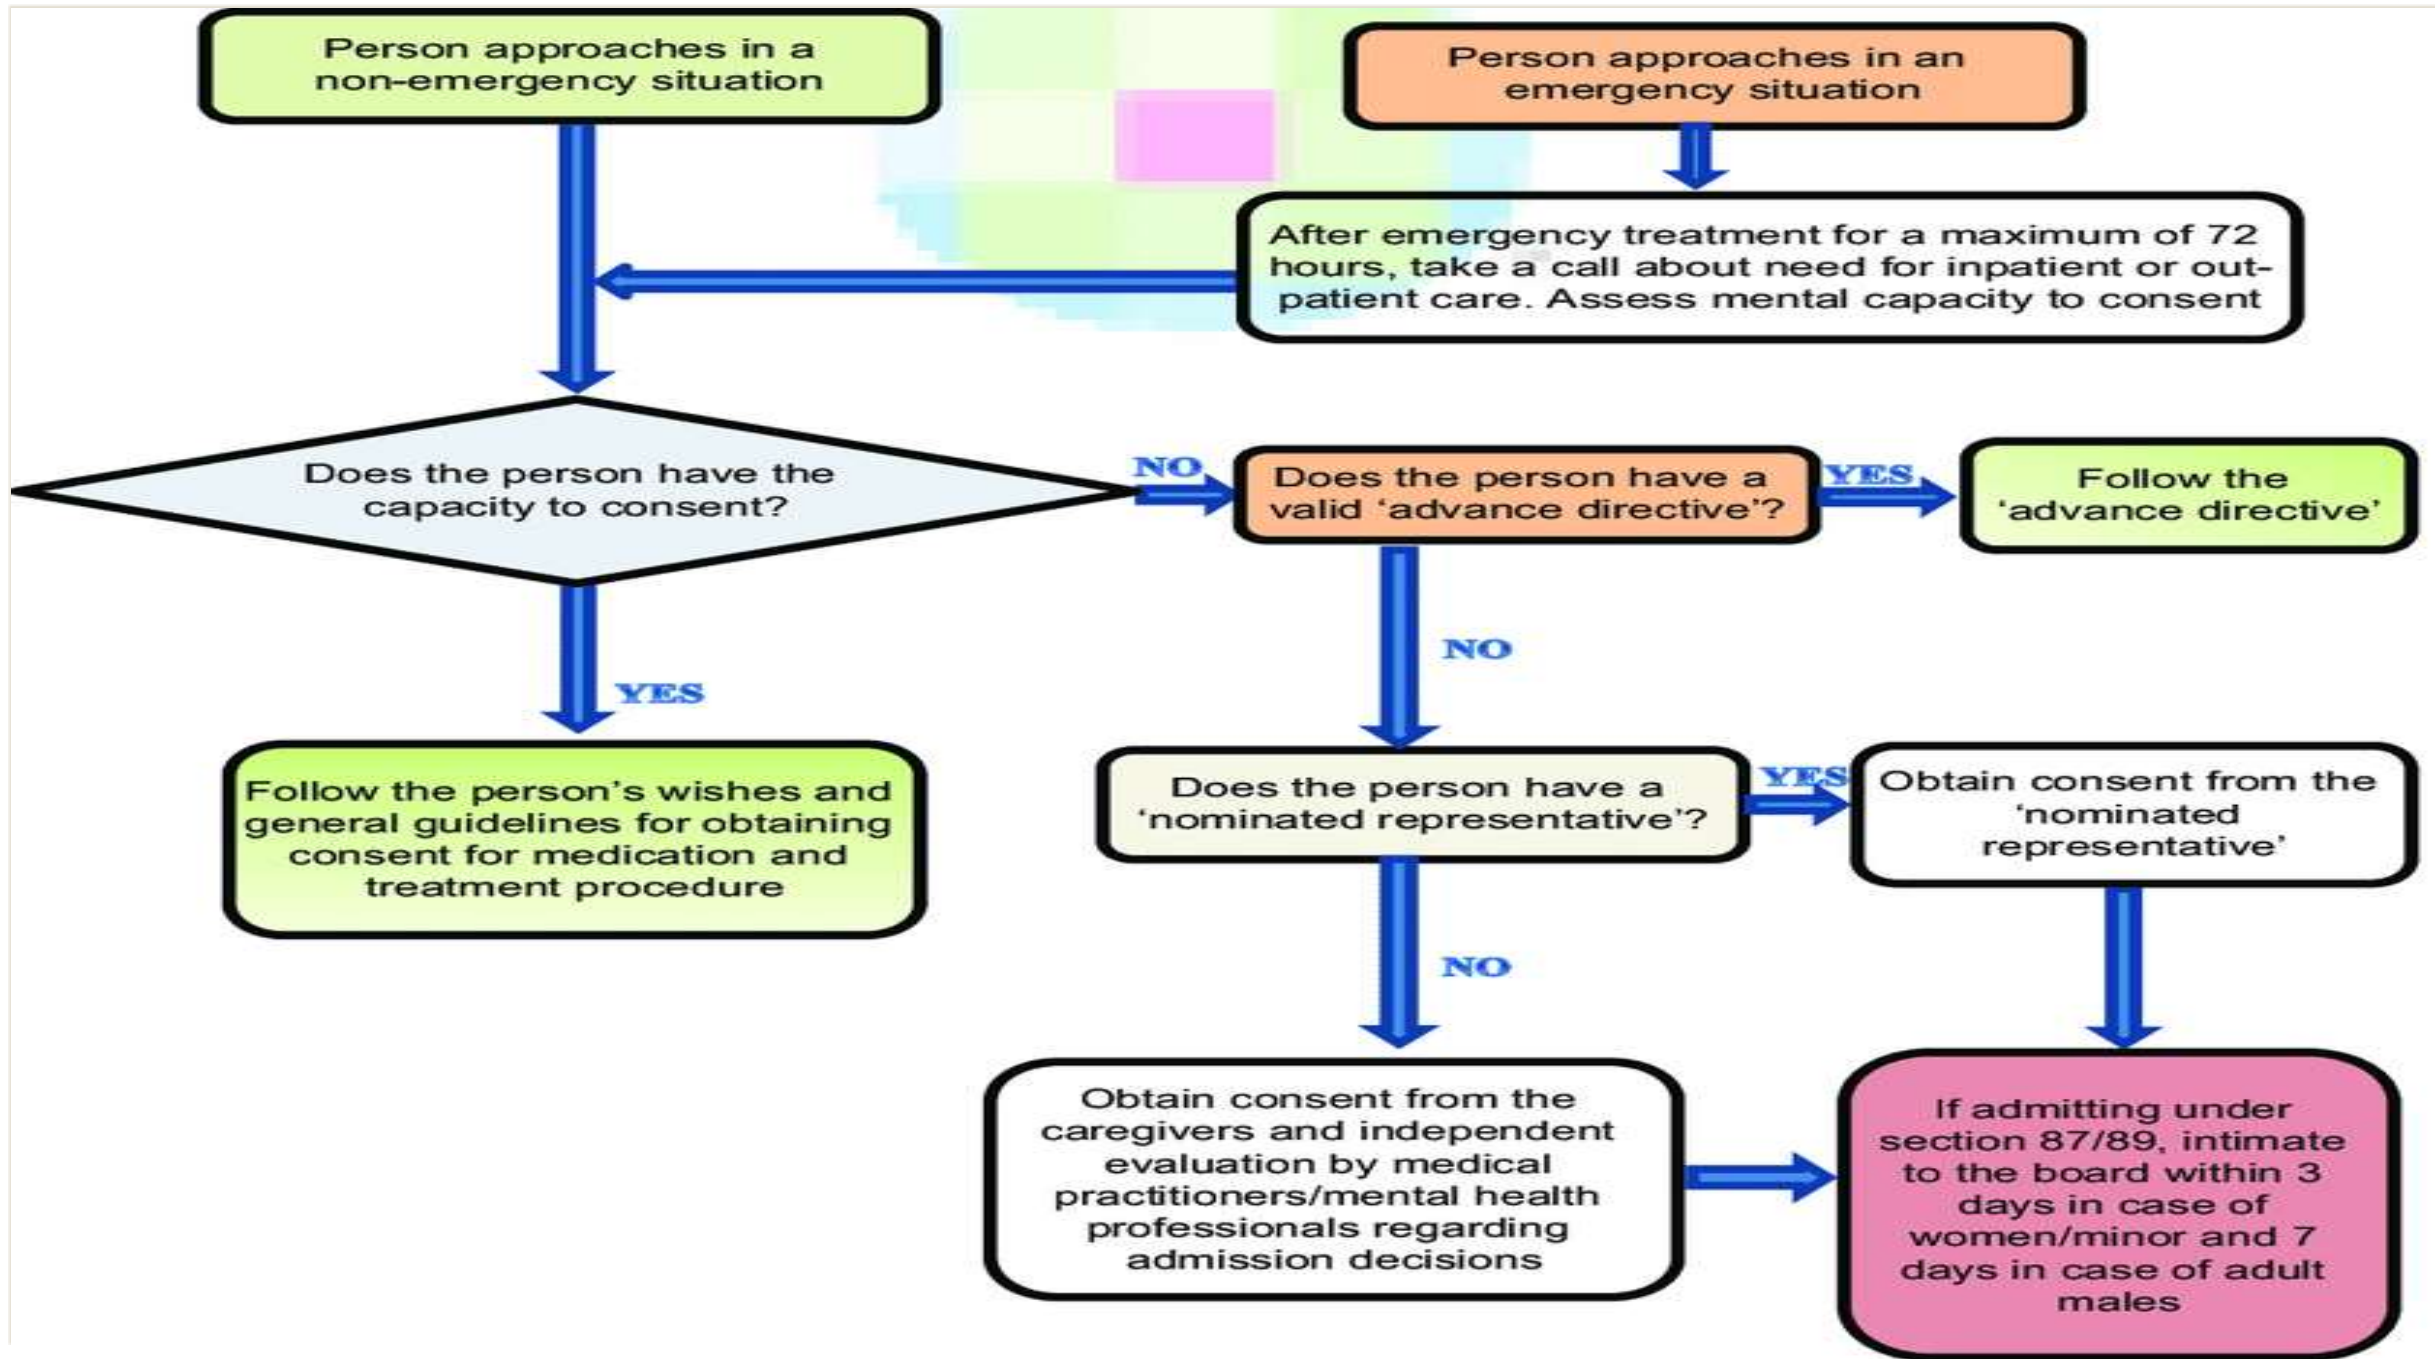 Person approaches in a
non-emergency situation
Person approaches in an
emergency situation
After emergency treatment for a maximum of 72
hours, take a call about need for inpatient or out-
patient care. Assess mental capacity to consent
Does the person have the
capacity to consent?
NO
Does the person have a
valid ‘advance directive’?
YES
Follow the
‘advance directive’
NO
YES
Follow the person’s wishes and
general guidelines for obtaining
consent for medication and
treatment procedure
Does the person have a
‘nominated representative’?
YES
Obtain consent from the
‘nominated
representative’
NO
Obtain consent from the
caregivers and independent
evaluation by medical
practitioners/mental health
professionals regarding
admission decisions
If admitting under
section 87/89, intimate
to the board within 3
days in case of
women/minor and 7
days in case of adult
males